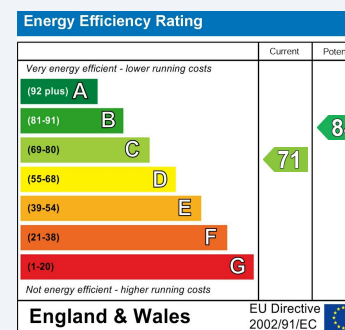 Energy Efficiency Rating
Current
Very energy efficient - lower running costs
(92 plus) A
(81-91) B
(69-80) C
71
(55-68) D
(39-54) E
(21-38) F
(1-20) G
Not energy efficient - higher running costs
England & Wales
EU Directive
2002/91/EC